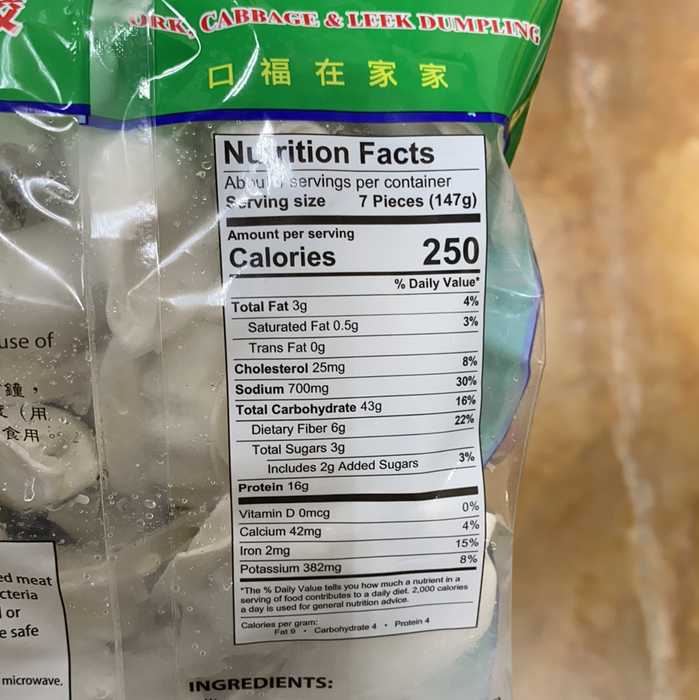 PORK, CABBAGE & LEEK DUMPLING
口福在家家
Nutrition Facts
About servings per container
Serving size 7 Pieces (147g)
Amount per serving
Calories 250
% Daily Value*
Total Fat 3g 4%
Saturated Fat 0.5g 3%
Trans Fat 0g
Cholesterol 25mg 8%
Sodium 700mg 30%
Total Carbohydrate 43g 16%
Dietary Fiber 6g 22%
Total Sugars 3g
Includes 2g Added Sugars 3%
Protein 16g
Vitamin D 0mcg 0%
Calcium 42mg 4%
Iron 2mg 15%
Potassium 382mg 8%
*The % Daily Value tells you how much a nutrient in a
serving of food contributes to a daily diet. 2,000 calories
a day is used for general nutrition advice.
Calories per gram:
Fat 9 • Carbohydrate 4 • Protein 4
INGREDIENTS:
use of
鐘，
（用
食用。
ed meat
cteria
l or
e safe
microwave.